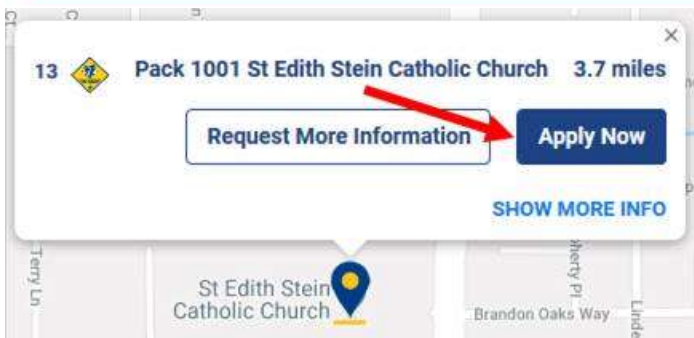 Ct
13 Pack 1001 St Edith Stein Catholic Church 3.7 miles
Request More Information
Apply Now
SHOW MORE INFO
Terry Ln
St Edith Stein
Catholic Church
Brandon Oaks Way